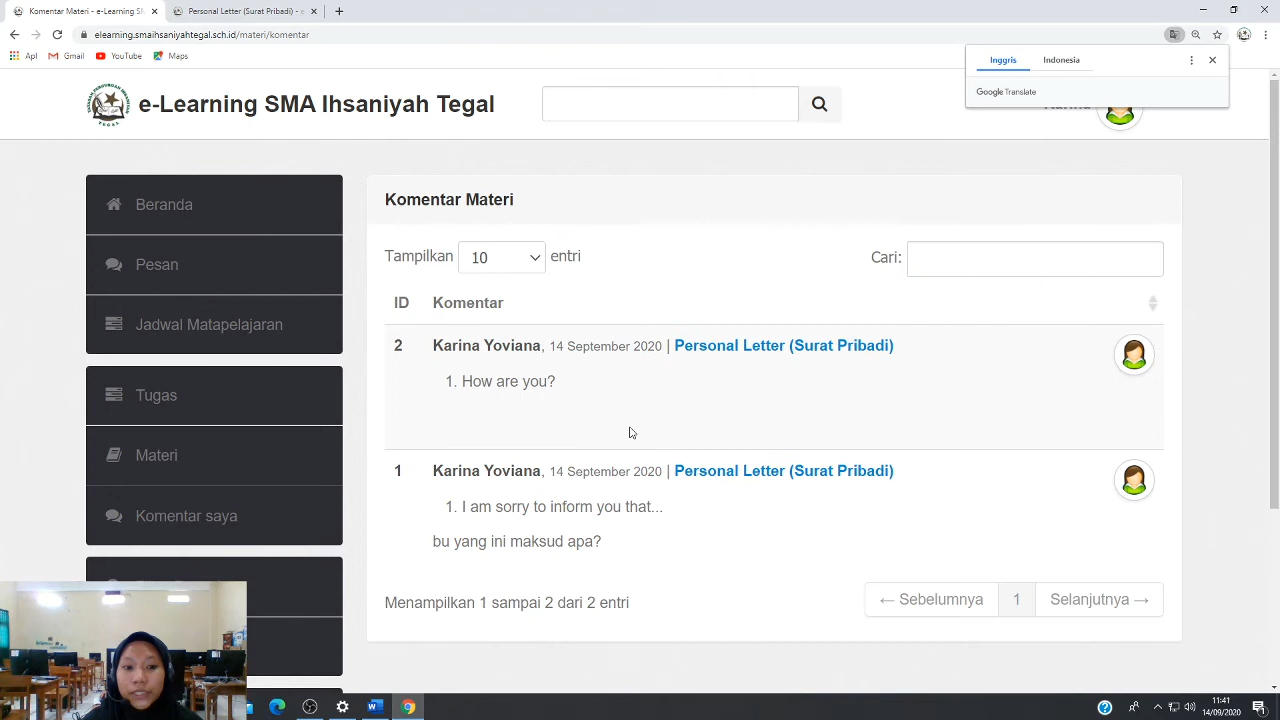 Komentar Materi - e-Learning SM
Personal Letter (Surat Pribadi) - e
elearning.smaihsaniyahtegal.sch.id/materi/komentar
Apl
Gmail
YouTube
Maps
Inggris
Indonesia
Google Translate
e-Learning SMA Ihsaniyah Tegal
Beranda
Pesan
Jadwal Matapelajaran
Tugas
Materi
Komentar saya
Komentar Materi
Tampilkan 10 entri
Cari:
ID Komentar
2 Karina Yoviana, 14 September 2020 | Personal Letter (Surat Pribadi)
1. How are you?
1 Karina Yoviana, 14 September 2020 | Personal Letter (Surat Pribadi)
1. I am sorry to inform you that...
bu yang ini maksud apa?
Menampilkan 1 sampai 2 dari 2 entri
← Sebelumnya 1 Selanjutnya →
11:41
14/09/2020